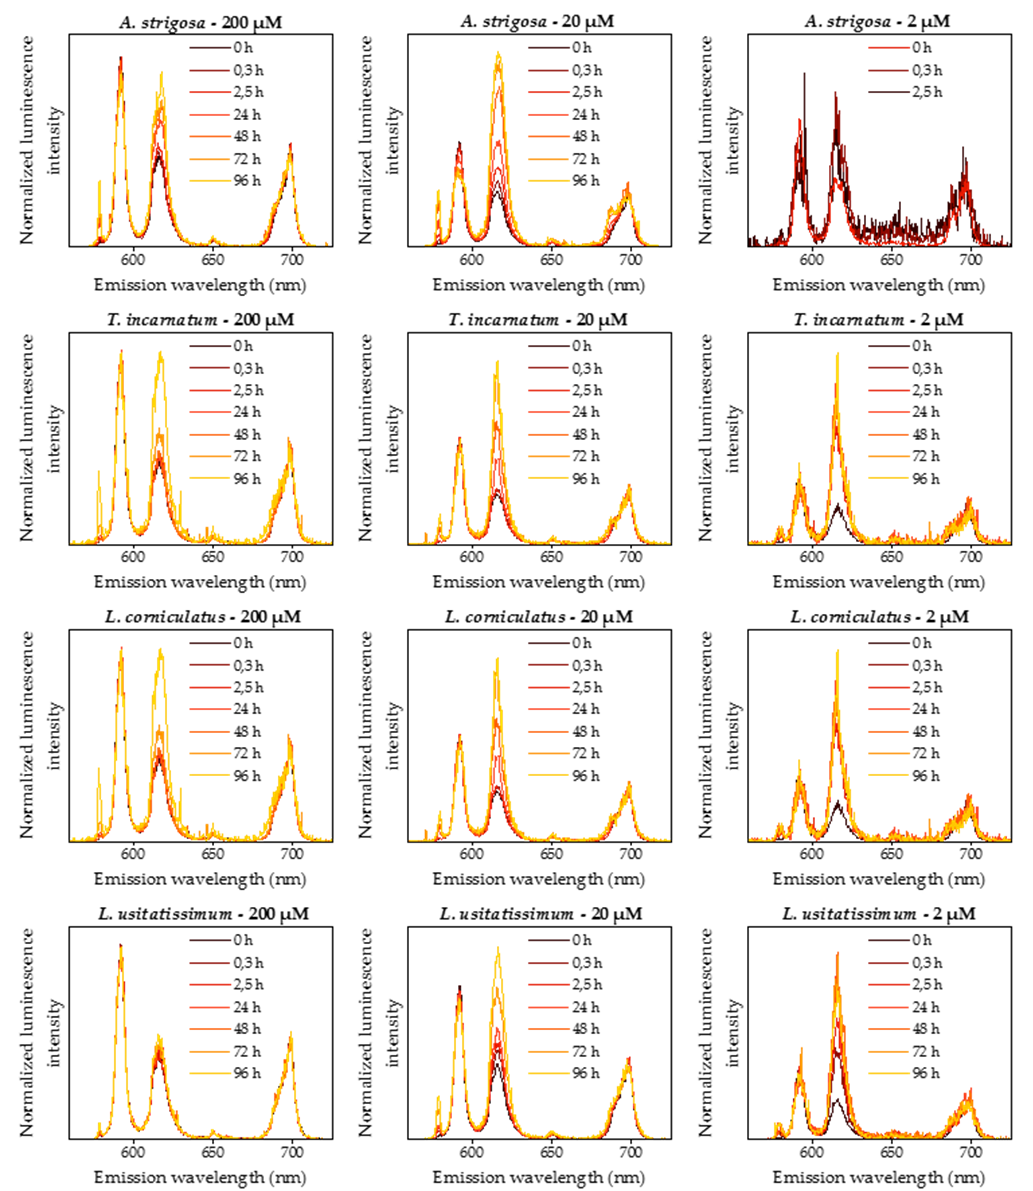 A. strigosa - 200 µM
Normalized luminescence
intensity
0 h
0,3 h
2,5 h
24 h
48 h
72 h
96 h
600
650
700
Emission wavelength (nm)
A. strigosa - 20 µM
Normalized luminescence
intensity
0 h
0,3 h
2,5 h
24 h
48 h
72 h
96 h
600
650
700
Emission wavelength (nm)
A. strigosa - 2 µM
Normalized luminescence
intensity
0 h
0,3 h
2,5 h
600
650
700
Emission wavelength (nm)
T. incarnatum - 200 µM
Normalized luminescence
intensity
0 h
0,3 h
2,5 h
24 h
48 h
72 h
96 h
600
650
700
Emission wavelength (nm)
T. incarnatum - 20 µM
Normalized luminescence
intensity
0 h
0,3 h
2,5 h
24 h
48 h
72 h
96 h
600
650
700
Emission wavelength (nm)
T. incarnatum - 2 µM
Normalized luminescence
intensity
0 h
0,3 h
2,5 h
24 h
48 h
72 h
96 h
600
650
700
Emission wavelength (nm)
L. corniculatus - 200 µM
Normalized luminescence
intensity
0 h
0,3 h
2,5 h
24 h
48 h
72 h
96 h
600
650
700
Emission wavelength (nm)
L. corniculatus - 20 µM
Normalized luminescence
intensity
0 h
0,3 h
2,5 h
24 h
48 h
72 h
96 h
600
650
700
Emission wavelength (nm)
L. corniculatus - 2 µM
Normalized luminescence
intensity
0 h
0,3 h
2,5 h
24 h
48 h
72 h
96 h
600
650
700
Emission wavelength (nm)
L. usitatissimum - 200 µM
Normalized luminescence
intensity
0 h
0,3 h
2,5 h
24 h
48 h
72 h
96 h
600
650
700
Emission wavelength (nm)
L. usitatissimum - 20 µM
Normalized luminescence
intensity
0 h
0,3 h
2,5 h
24 h
48 h
72 h
96 h
600
650
700
Emission wavelength (nm)
L. usitatissimum - 2 µM
Normalized luminescence
intensity
0 h
0,3 h
2,5 h
24 h
48 h
72 h
96 h
600
650
700
Emission wavelength (nm)